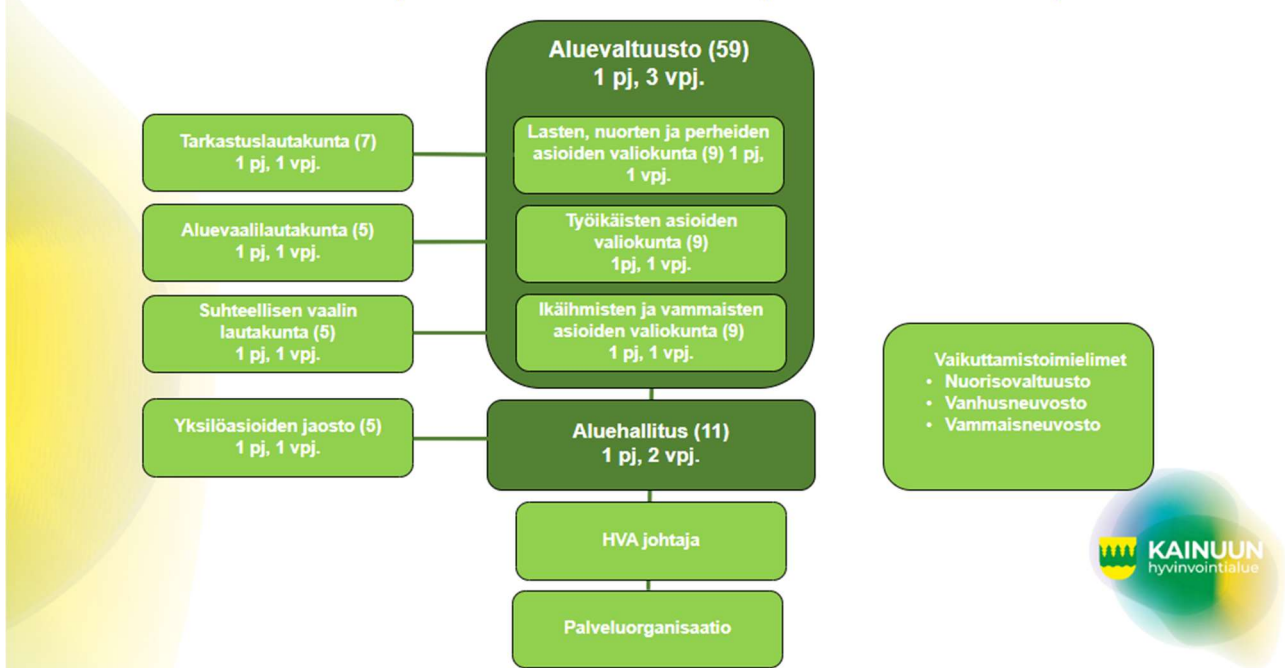 Aluevaltuusto (59)
1 pj, 3 vpj.
Tarkastuslautakunta (7)
1 pj, 1 vpj.
Lasten, nuorten ja perheiden
asioiden valiokunta (9) 1 pj,
1 vpj.
Aluevaalilautakunta (5)
1 pj, 1 vpj.
Työikäisten asioiden
valiokunta (9)
1pj, 1 vpj.
Suhteellisen vaalin
lautakunta (5)
1 pj, 1 vpj.
Ikäihmisten ja vammaisten
asioiden valiokunta (9)
1 pj, 1 vpj.
Yksilöasioiden jaosto (5)
1 pj, 1 vpj.
Aluehallitus (11)
1 pj, 2 vpj.
Vaikuttamistoimielimet
• Nuorisovaltuusto
• Vanhusneuvosto
• Vammaisneuvosto
HVA johtaja
Palveluorganisaatio
KAINUUN
hyvinvointialue